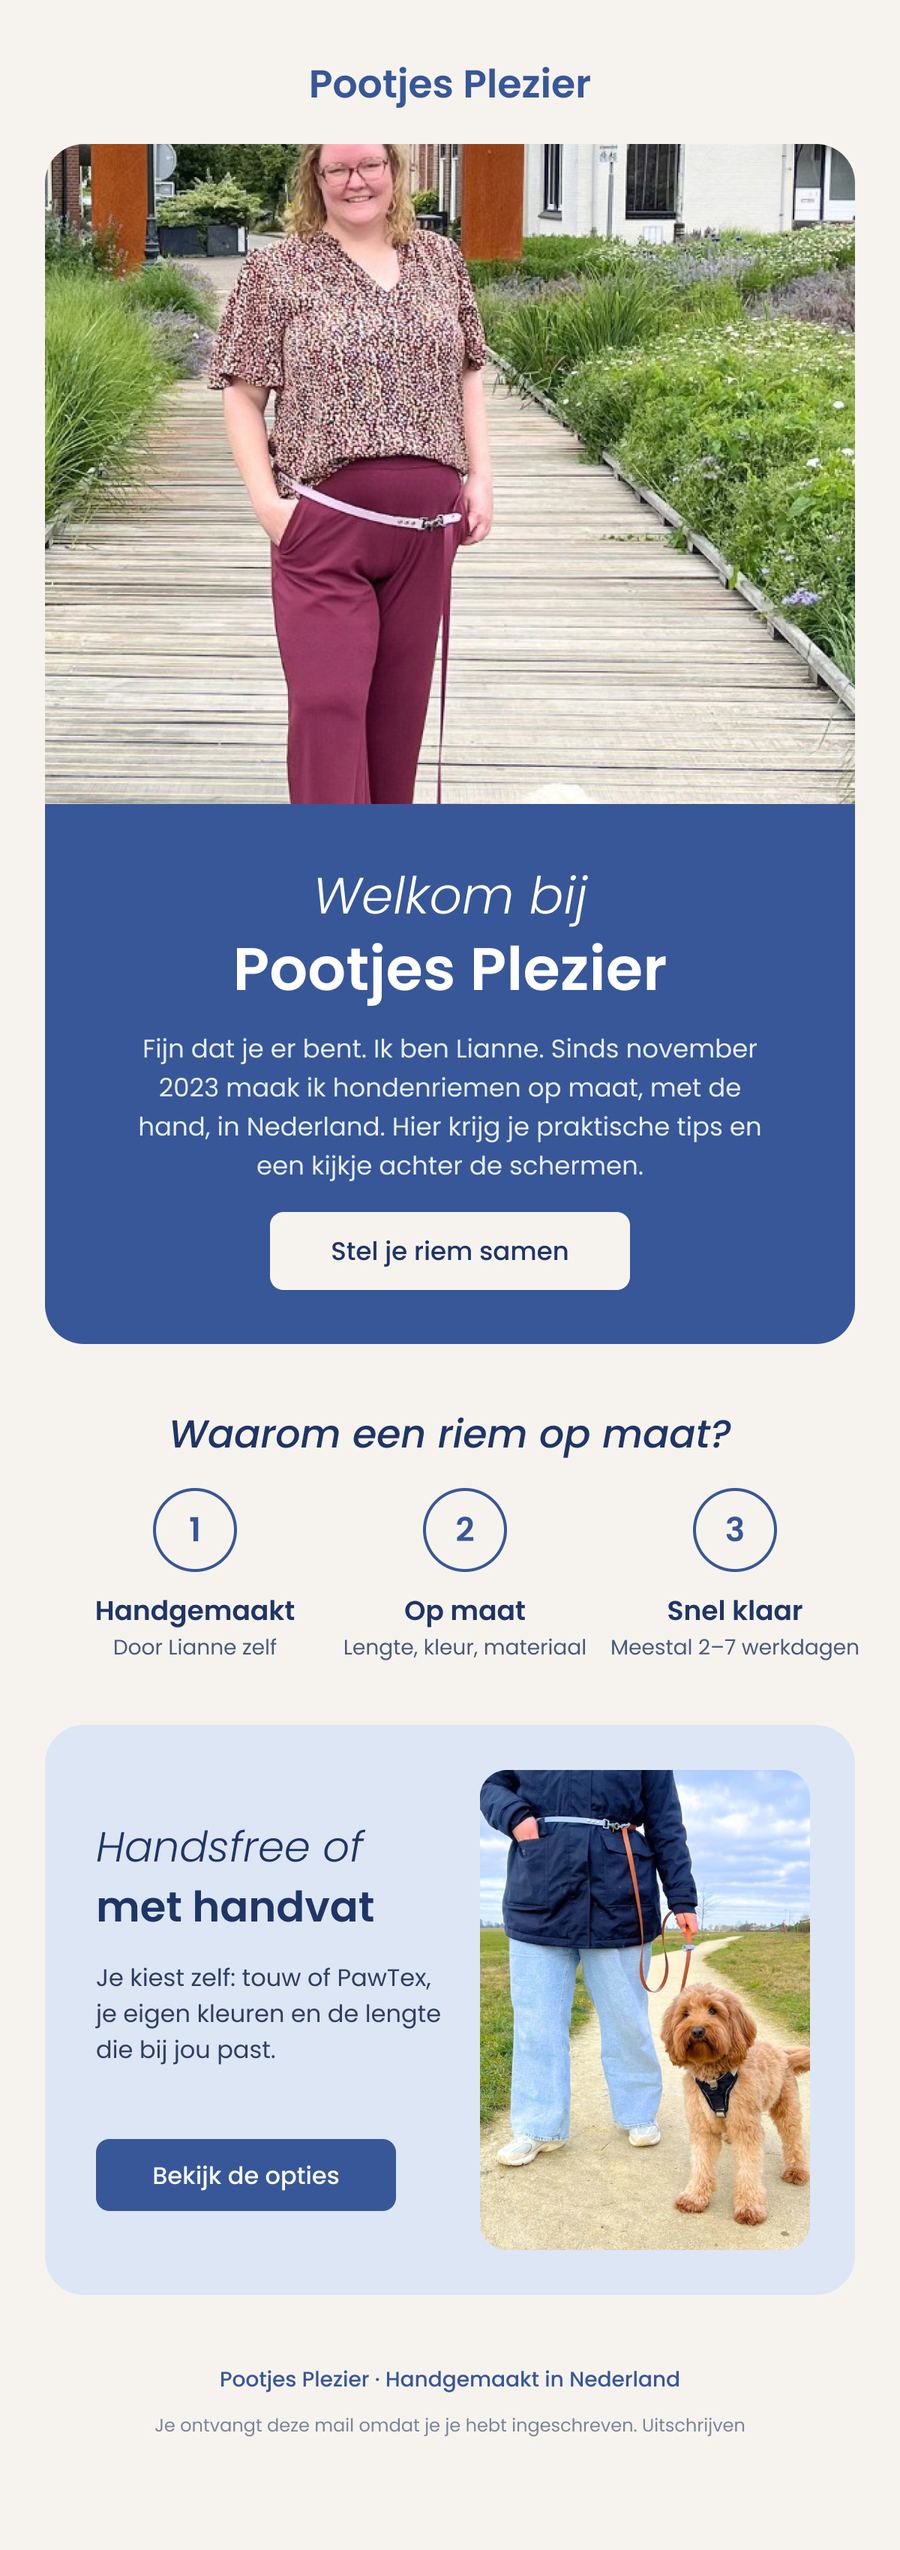 Pootjes Plezier
Welkom bij
Pootjes Plezier
Fijn dat je er bent. Ik ben Lianne. Sinds november
2023 maak ik hondenriemen op maat, met de
hand, in Nederland. Hier krijg je praktische tips en
een kijkje achter de schermen.
Stel je riem samen
Waarom een riem op maat?
1
2
3
Handgemaakt
Op maat
Snel klaar
Door Lianne zelf
Lengte, kleur, materiaal
Meestal 2–7 werkdagen
Handsfree of
met handvat
Je kiest zelf: touw of PawTex,
je eigen kleuren en de lengte
die bij jou past.
Bekijk de opties
Pootjes Plezier · Handgemaakt in Nederland
Je ontvangt deze mail omdat je je hebt ingeschreven. Uitschrijven